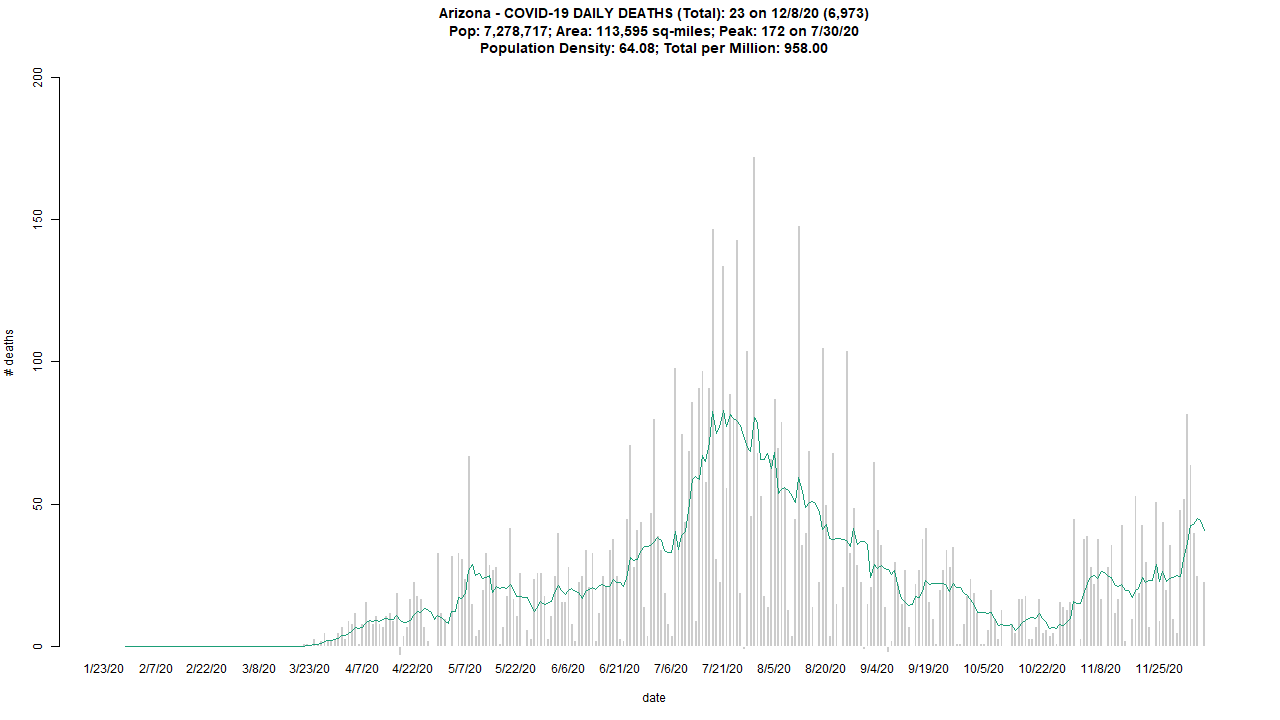 Arizona - COVID-19 DAILY DEATHS (Total): 23 on 12/8/20 (6,973)
Pop: 7,278,717; Area: 113,595 sq-miles; Peak: 172 on 7/30/20
Population Density: 64.08; Total per Million: 958.00
200
150
100
50
0
# deaths
1/23/20 2/7/20 2/22/20 3/8/20 3/23/20 4/7/20 4/22/20 5/7/20 5/22/20 6/6/20 6/21/20 7/6/20 7/21/20 8/5/20 8/20/20 9/4/20 9/19/20 10/5/20 10/22/20 11/8/20 11/25/20
date